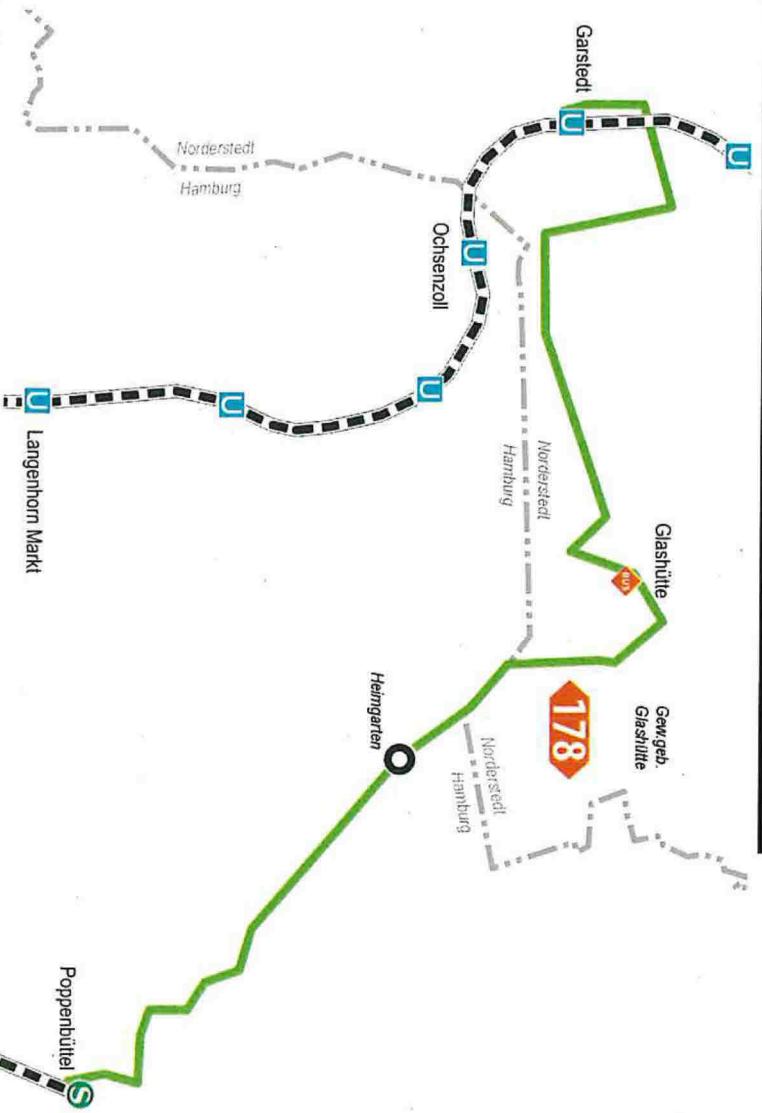 U
Garstedt
U
Norderstedt
Hamburg
Ochsenzoll
U
U
U
U
Langenhorn Markt
Norderstedt
Hamburg
Glashütte
BUS
Gew.geb.
Glashütte
178
Heimgarten
Norderstedt
Hamburg
Poppenbüttel
S